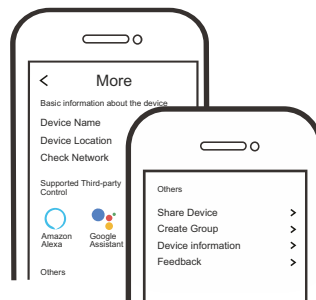 <
More
Basic information about the device
Device Name
Device Location
Check Network
Supported Third-party
Control
Amazon
Alexa
Google
Assistant
Others
Others
Share Device >
Create Group >
Device information >
Feedback >